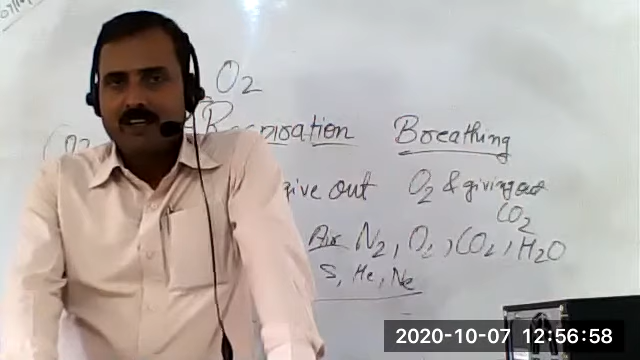 O2
CO2 Respiration Breathing
give out O2 & giving out
CO2
Air N2, O2, CO2, H2O
S, He, Ne
2020-10-07 12:56:58